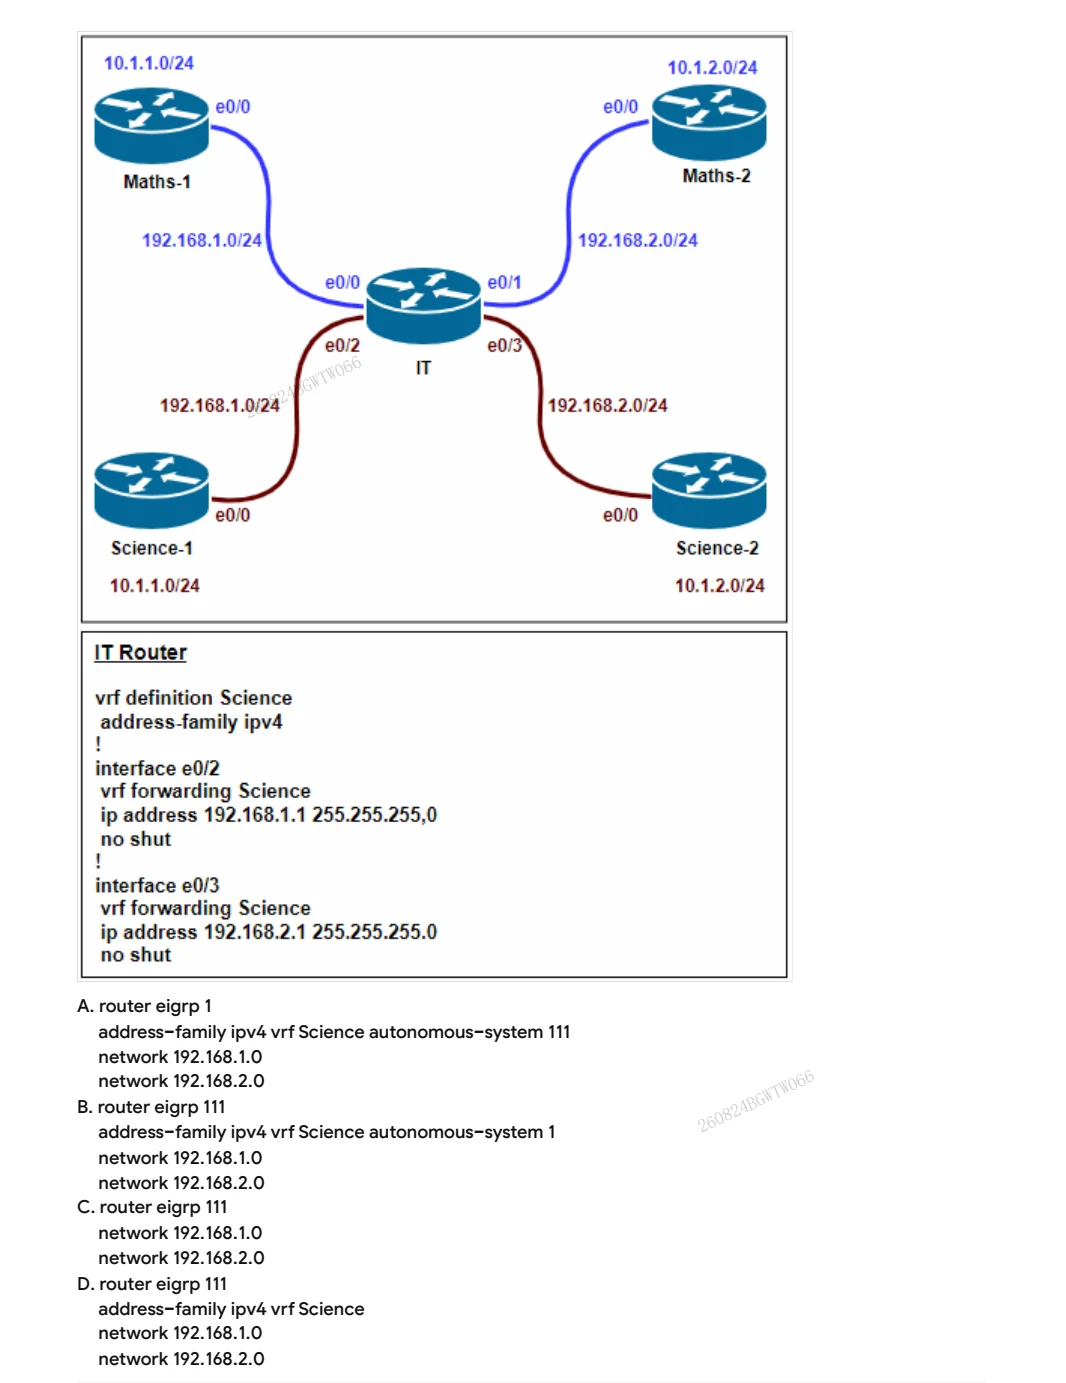 10.1.1.0/24
10.1.2.0/24
e0/0
e0/0
Maths-1
Maths-2
192.168.1.0/24
192.168.2.0/24
e0/0
e0/1
e0/2
e0/3
IT
192.168.1.0/24
192.168.2.0/24
e0/0
e0/0
Science-1
Science-2
10.1.1.0/24
10.1.2.0/24
IT Router
vrf definition Science
address-family ipv4
!
interface e0/2
vrf forwarding Science
ip address 192.168.1.1 255.255.255,0
no shut
!
interface e0/3
vrf forwarding Science
ip address 192.168.2.1 255.255.255.0
no shut
A. router eigrp 1
address-family ipv4 vrf Science autonomous-system 111
network 192.168.1.0
network 192.168.2.0
260824BGWTW066
B. router eigrp 111
address-family ipv4 vrf Science autonomous-system 1
network 192.168.1.0
network 192.168.2.0
C. router eigrp 111
network 192.168.1.0
network 192.168.2.0
D. router eigrp 111
address-family ipv4 vrf Science
network 192.168.1.0
network 192.168.2.0